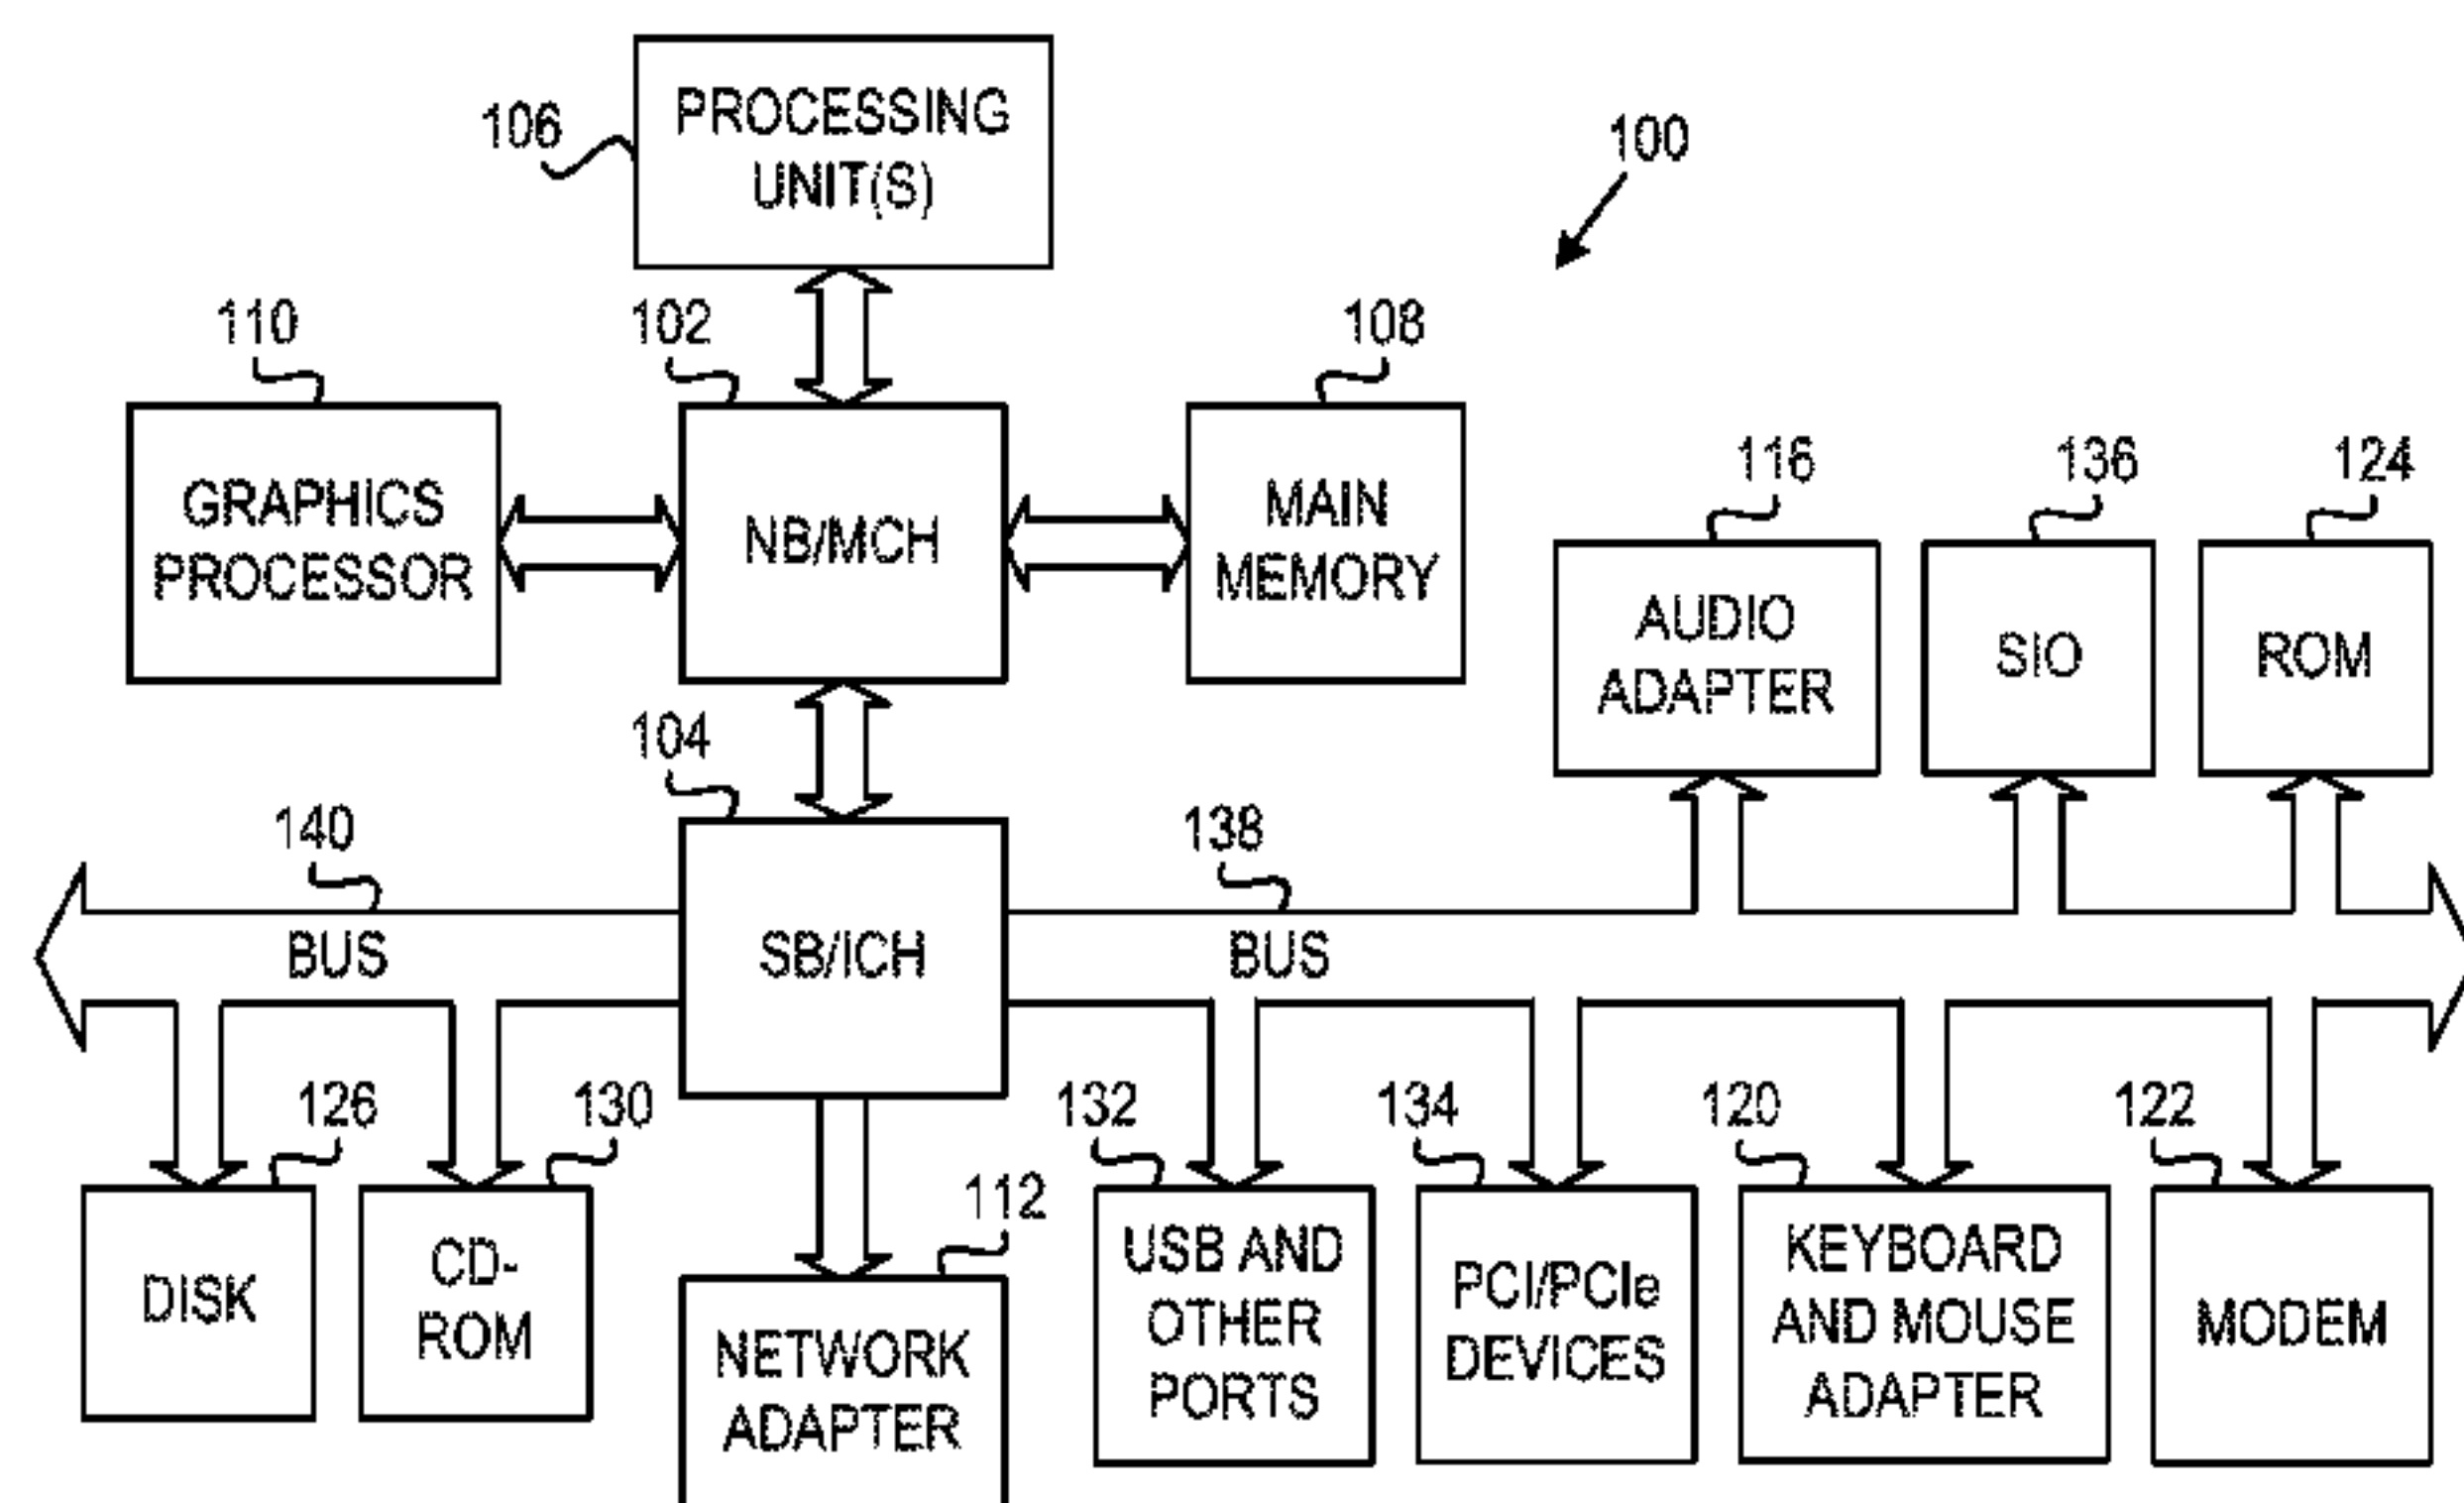 106
PROCESSING
UNIT(S)
100
110
102
108
GRAPHICS
PROCESSOR
NB/MCH
MAIN
MEMORY
116
136
124
AUDIO
ADAPTER
SIO
ROM
104
140
138
BUS
SB/ICH
BUS
126
130
132
134
120
122
112
DISK
CD-
ROM
NETWORK
ADAPTER
USB AND
OTHER
PORTS
PCI/PCIe
DEVICES
KEYBOARD
AND MOUSE
ADAPTER
MODEM